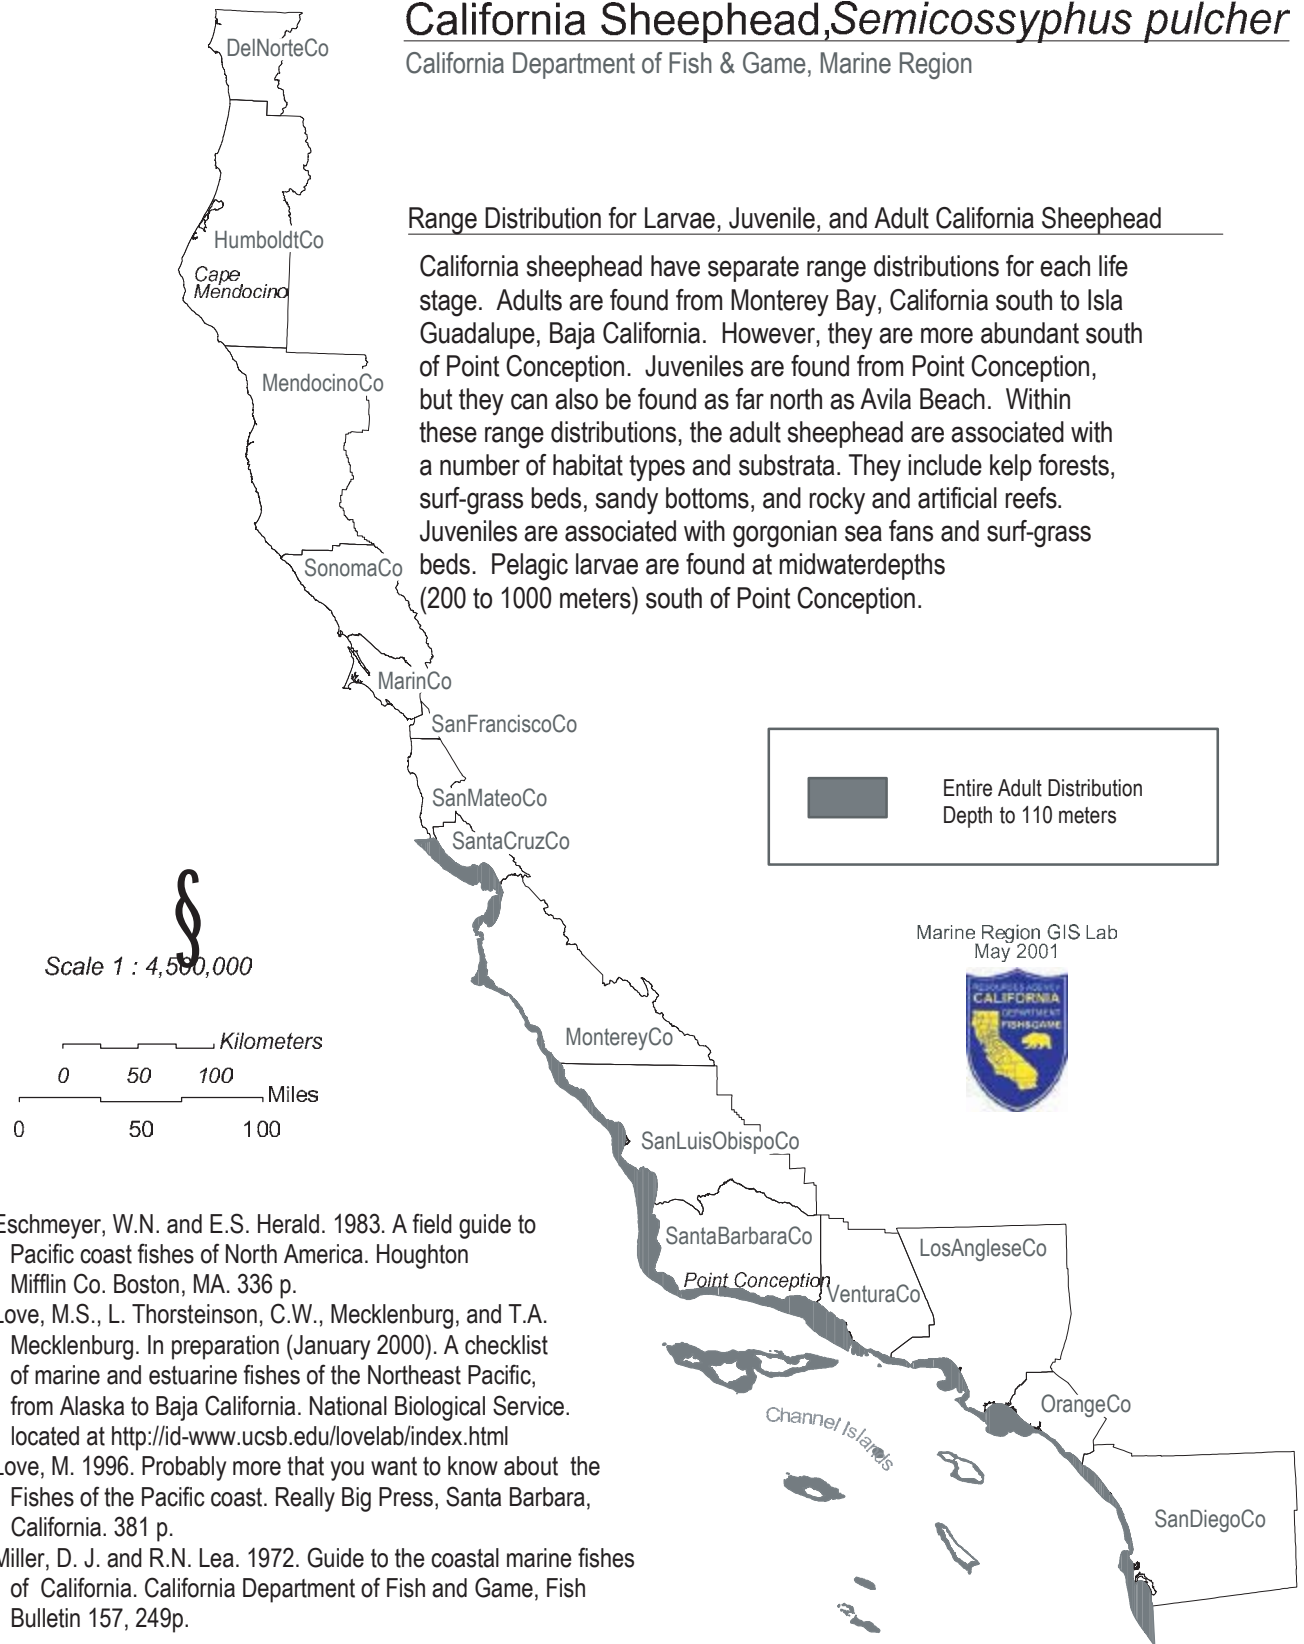 California Sheephead, Semicossyphus pulcher
California Department of Fish & Game, Marine Region
DelNorteCo
HumboldtCo
Cape
Mendocino
MendocinoCo
SonomaCo
MarinCo
SanFranciscoCo
SanMateoCo
SantaCruzCo
MontereyCo
SanLuisObispoCo
SantaBarbaraCo
Point Conception
VenturaCo
LosAngleseCo
OrangeCo
SanDiegoCo
Channel Islands
Range Distribution for Larvae, Juvenile, and Adult California Sheephead
California sheephead have separate range distributions for each life
stage. Adults are found from Monterey Bay, California south to Isla
Guadalupe, Baja California. However, they are more abundant south
of Point Conception. Juveniles are found from Point Conception,
but they can also be found as far north as Avila Beach. Within
these range distributions, the adult sheephead are associated with
a number of habitat types and substrata. They include kelp forests,
surf-grass beds, sandy bottoms, and rocky and artificial reefs.
Juveniles are associated with gorgonian sea fans and surf-grass
beds. Pelagic larvae are found at midwaterdepths
(200 to 1000 meters) south of Point Conception.
Entire Adult Distribution
Depth to 110 meters
Marine Region GIS Lab
May 2001
RESOURCES AGENCY
CALIFORNIA
DEPARTMENT
FISH&GAME
§
Scale 1 : 4,500,000
Kilometers
0 50 100
Miles
0 50 100
Eschmeyer, W.N. and E.S. Herald. 1983. A field guide to
Pacific coast fishes of North America. Houghton
Mifflin Co. Boston, MA. 336 p.
Love, M.S., L. Thorsteinson, C.W., Mecklenburg, and T.A.
Mecklenburg. In preparation (January 2000). A checklist
of marine and estuarine fishes of the Northeast Pacific,
from Alaska to Baja California. National Biological Service.
located at http://id-www.ucsb.edu/lovelab/index.html
Love, M. 1996. Probably more that you want to know about the
Fishes of the Pacific coast. Really Big Press, Santa Barbara,
California. 381 p.
Miller, D. J. and R.N. Lea. 1972. Guide to the coastal marine fishes
of California. California Department of Fish and Game, Fish
Bulletin 157, 249p.